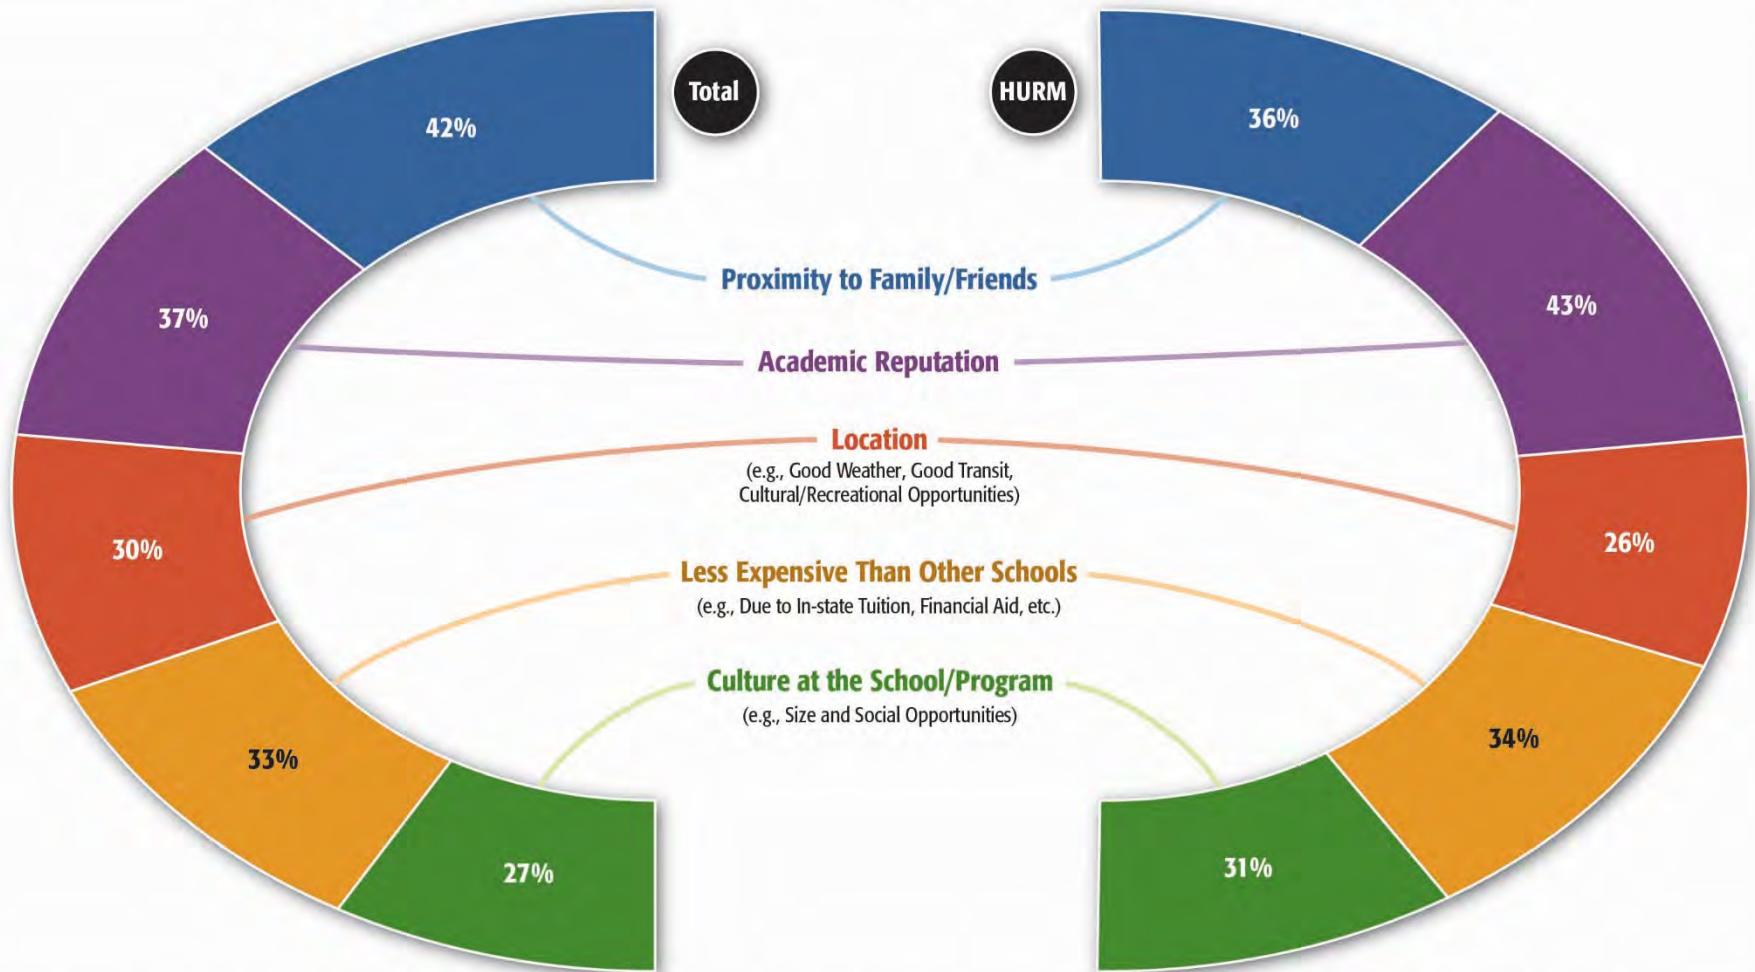 Total
HURM
42%
36%
Proximity to Family/Friends
37%
43%
Academic Reputation
Location
(e.g., Good Weather, Good Transit,
Cultural/Recreational Opportunities)
30%
26%
Less Expensive Than Other Schools
(e.g., Due to In-state Tuition, Financial Aid, etc.)
Culture at the School/Program
(e.g., Size and Social Opportunities)
33%
34%
27%
31%